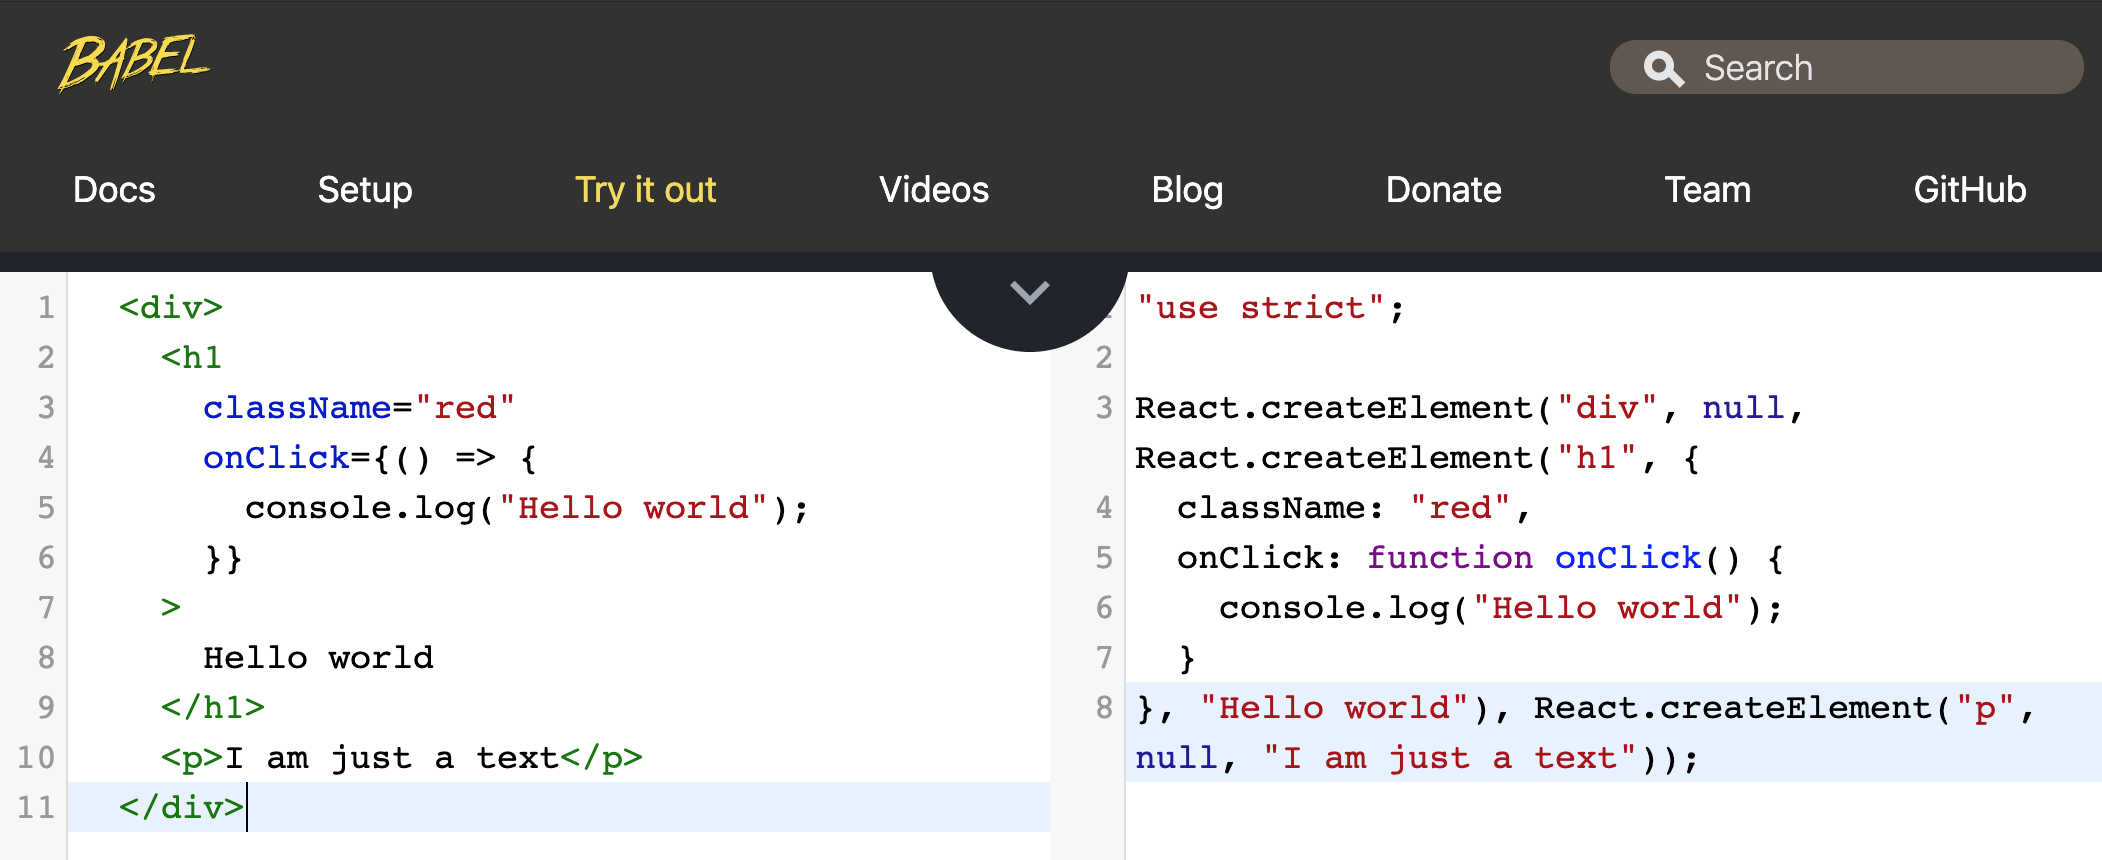 BABEL
Search
Docs Setup Try it out Videos Blog Donate Team GitHub
1 <div>
2 <h1
3 className="red"
4 onClick={() => {
5 console.log("Hello world");
6 }}
7 >
8 Hello world
9 </h1>
10 <p>I am just a text</p>
11 </div>
"use strict";
2
3 React.createElement("div", null,
React.createElement("h1", {
4 className: "red",
5 onClick: function onClick() {
6 console.log("Hello world");
7 }
8 }, "Hello world"), React.createElement("p",
null, "I am just a text"));